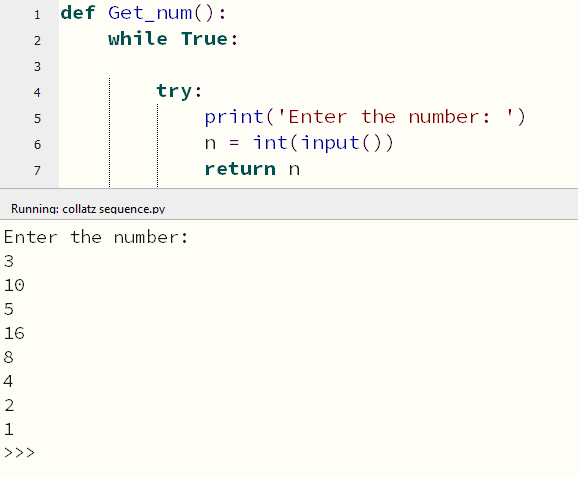 1 def Get_num():
2 while True:
3
4 try:
5 print('Enter the number: ')
6 n = int(input())
7 return n
Running: collatz sequence.py
Enter the number:
3
10
5
16
8
4
2
1
>>>